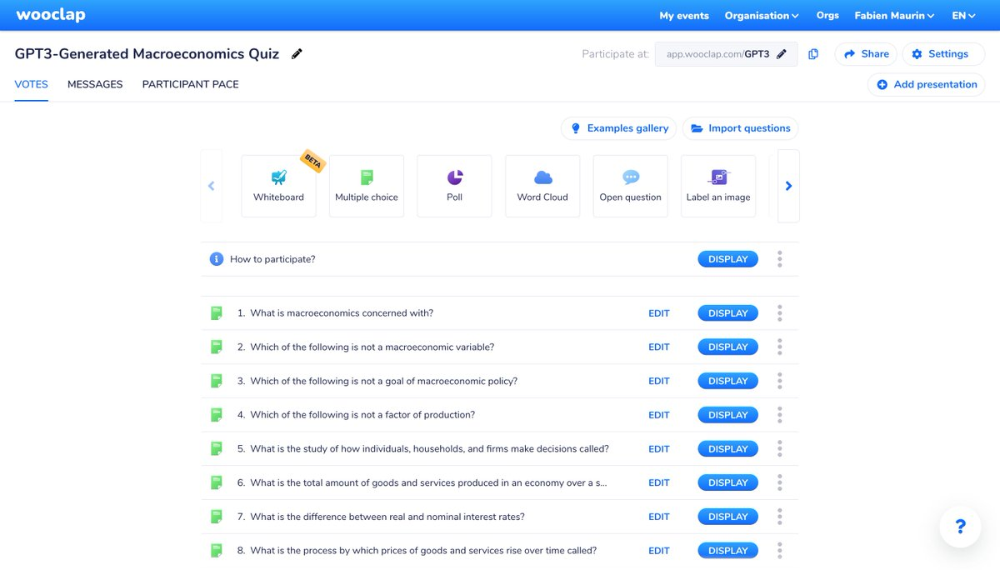 wooclap
My events Organisation Orgs Fabien Maurin EN
GPT3-Generated Macroeconomics Quiz
Participate at: app.wooclap.com/GPT3
Share
Settings
VOTES MESSAGES PARTICIPANT PACE
Add presentation
Examples gallery
Import questions
BETA
Whiteboard
Multiple choice
Poll
Word Cloud
Open question
Label an image
How to participate? DISPLAY
1. What is macroeconomics concerned with? EDIT DISPLAY
2. Which of the following is not a macroeconomic variable? EDIT DISPLAY
3. Which of the following is not a goal of macroeconomic policy? EDIT DISPLAY
4. Which of the following is not a factor of production? EDIT DISPLAY
5. What is the study of how individuals, households, and firms make decisions called? EDIT DISPLAY
6. What is the total amount of goods and services produced in an economy over a s... EDIT DISPLAY
7. What is the difference between real and nominal interest rates? EDIT DISPLAY
8. What is the process by which prices of goods and services rise over time called? EDIT DISPLAY
?